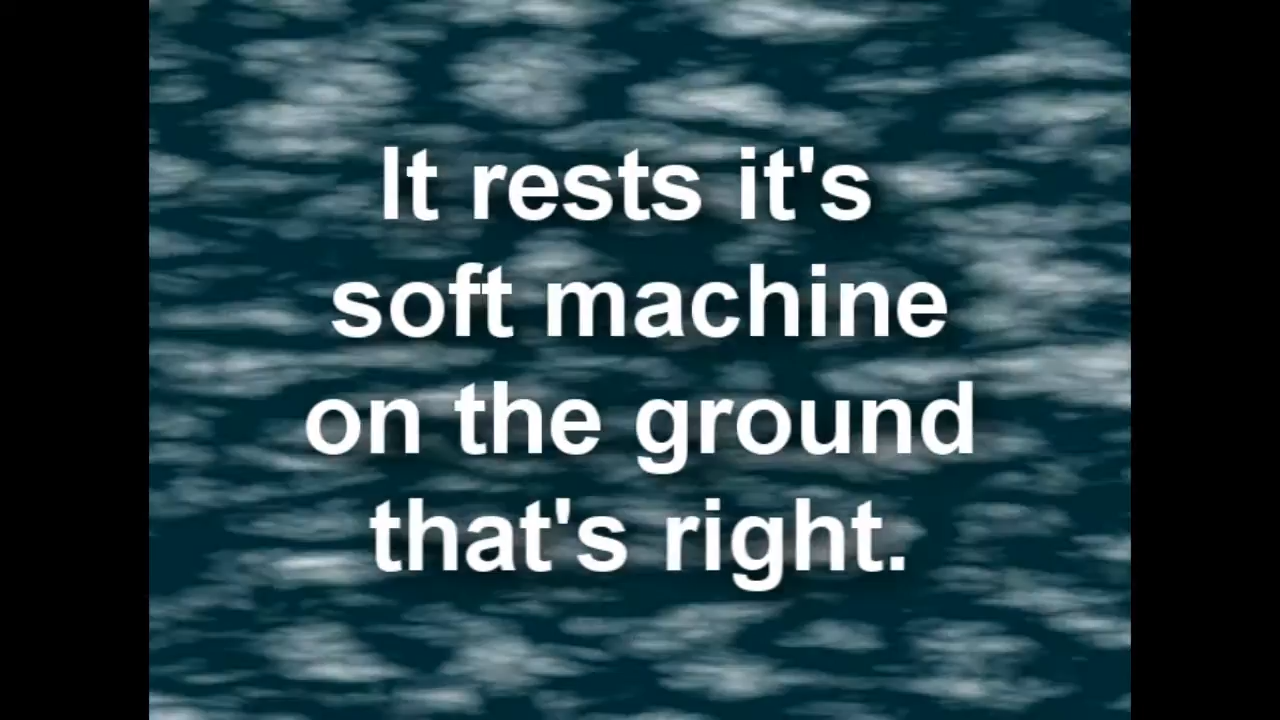 It rests it's
soft machine
on the ground
that's right.